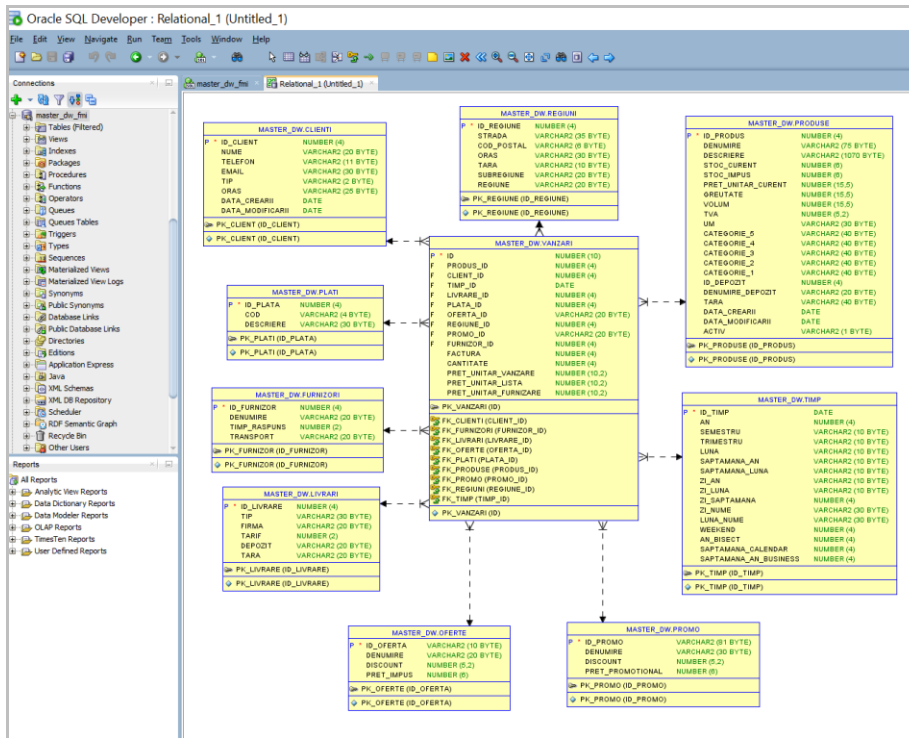 Oracle SQL Developer : Relational_1 (Untitled_1)
File Edit View Navigate Run Team Tools Window Help
Connections
master_dw_fmi
Tables (Filtered)
Views
Indexes
Packages
Procedures
Functions
Operators
Queues
Queues Tables
Triggers
Types
Sequences
Materialized Views
Materialized View Logs
Synonyms
Public Synonyms
Database Links
Public Database Links
Directories
Editions
Application Express
Java
XML Schemas
XML DB Repository
Scheduler
RDF Semantic Graph
Recycle Bin
Other Users
Reports
All Reports
Analytic View Reports
Data Dictionary Reports
Data Modeler Reports
OLAP Reports
TimesTen Reports
User Defined Reports
master_dw_fmi
Relational_1 (Untitled_1)
MASTER_DW.CLIENTI
P * ID_CLIENT NUMBER (4)
NUME VARCHAR2 (20 BYTE)
TELEFON VARCHAR2 (11 BYTE)
EMAIL VARCHAR2 (30 BYTE)
TIP VARCHAR2 (2 BYTE)
ORAS VARCHAR2 (25 BYTE)
DATA_CREARII DATE
DATA_MODIFICARII DATE
PK_CLIENT (ID_CLIENT)
PK_CLIENT (ID_CLIENT)
MASTER_DW.REGIUNI
P * ID_REGIUNE NUMBER (4)
STRADA VARCHAR2 (35 BYTE)
COD_POSTAL VARCHAR2 (6 BYTE)
ORAS VARCHAR2 (30 BYTE)
TARA VARCHAR2 (10 BYTE)
SUBREGIUNE VARCHAR2 (20 BYTE)
REGIUNE VARCHAR2 (20 BYTE)
PK_REGIUNE (ID_REGIUNE)
PK_REGIUNE (ID_REGIUNE)
MASTER_DW.PRODUSE
P * ID_PRODUS NUMBER (4)
DENUMIRE VARCHAR2 (75 BYTE)
DESCRIERE VARCHAR2 (1070 BYTE)
STOC_CURENT NUMBER (6)
STOC_IMPUS NUMBER (6)
PRET_UNITAR_CURENT NUMBER (15,5)
GREUTATE NUMBER (15,5)
VOLUM NUMBER (15,5)
TVA NUMBER (5,2)
UM VARCHAR2 (30 BYTE)
CATEGORIE_5 VARCHAR2 (40 BYTE)
CATEGORIE_4 VARCHAR2 (40 BYTE)
CATEGORIE_3 VARCHAR2 (40 BYTE)
CATEGORIE_2 VARCHAR2 (40 BYTE)
CATEGORIE_1 VARCHAR2 (40 BYTE)
ID_DEPOZIT NUMBER (4)
DENUMIRE_DEPOZIT VARCHAR2 (20 BYTE)
TARA VARCHAR2 (40 BYTE)
DATA_CREARII DATE
DATA_MODIFICARII DATE
ACTIV VARCHAR2 (1 BYTE)
PK_PRODUSE (ID_PRODUS)
PK_PRODUSE (ID_PRODUS)
MASTER_DW.VANZARI
P * ID NUMBER (10)
F PRODUS_ID NUMBER (4)
F CLIENT_ID NUMBER (4)
F TIMP_ID DATE
F LIVRARE_ID NUMBER (4)
F PLATA_ID NUMBER (4)
F OFERTA_ID VARCHAR2 (20 BYTE)
F REGIUNE_ID NUMBER (4)
F PROMO_ID VARCHAR2 (20 BYTE)
F FURNIZOR_ID NUMBER (4)
FACTURA NUMBER (4)
CANTITATE NUMBER (4)
PRET_UNITAR_VANZARE NUMBER (10,2)
PRET_UNITAR_LISTA NUMBER (10,2)
PRET_UNITAR_FURNIZARE NUMBER (10,2)
PK_VANZARI (ID)
FK_CLIENTI (CLIENT_ID)
FK_FURNIZORI (FURNIZOR_ID)
FK_LIVRARI (LIVRARE_ID)
FK_OFERTE (OFERTA_ID)
FK_PLATI (PLATA_ID)
FK_PRODUSE (PRODUS_ID)
FK_PROMO (PROMO_ID)
FK_REGIUNI (REGIUNE_ID)
FK_TIMP (TIMP_ID)
PK_VANZARI (ID)
MASTER_DW.PLATI
P * ID_PLATA NUMBER (4)
COD VARCHAR2 (4 BYTE)
DESCRIERE VARCHAR2 (30 BYTE)
PK_PLATI (ID_PLATA)
PK_PLATI (ID_PLATA)
MASTER_DW.FURNIZORI
P * ID_FURNIZOR NUMBER (4)
DENUMIRE VARCHAR2 (20 BYTE)
TIMP_RASPUNS NUMBER (2)
TRANSPORT VARCHAR2 (20 BYTE)
PK_FURNIZOR (ID_FURNIZOR)
PK_FURNIZOR (ID_FURNIZOR)
MASTER_DW.TIMP
P * ID_TIMP DATE
AN NUMBER (4)
SEMESTRU VARCHAR2 (10 BYTE)
TRIMESTRU VARCHAR2 (10 BYTE)
LUNA VARCHAR2 (10 BYTE)
SAPTAMANA_AN VARCHAR2 (10 BYTE)
SAPTAMANA_LUNA VARCHAR2 (10 BYTE)
ZI_AN VARCHAR2 (10 BYTE)
ZI_LUNA VARCHAR2 (10 BYTE)
ZI_SAPTAMANA NUMBER (4)
ZI_NUME VARCHAR2 (30 BYTE)
LUNA_NUME VARCHAR2 (30 BYTE)
WEEKEND NUMBER (4)
AN_BISECT NUMBER (4)
SAPTAMANA_CALENDAR NUMBER (4)
SAPTAMANA_AN_BUSINESS NUMBER (4)
PK_TIMP (ID_TIMP)
PK_TIMP (ID_TIMP)
MASTER_DW.LIVRARI
P * ID_LIVRARE NUMBER (4)
TIP VARCHAR2 (30 BYTE)
FIRMA VARCHAR2 (20 BYTE)
TARIF NUMBER (2)
DEPOZIT VARCHAR2 (20 BYTE)
TARA VARCHAR2 (20 BYTE)
PK_LIVRARE (ID_LIVRARE)
PK_LIVRARE (ID_LIVRARE)
MASTER_DW.OFERTE
P * ID_OFERTA VARCHAR2 (10 BYTE)
DENUMIRE VARCHAR2 (20 BYTE)
DISCOUNT NUMBER (5,2)
PRET_IMPUS NUMBER (6)
PK_OFERTE (ID_OFERTA)
PK_OFERTE (ID_OFERTA)
MASTER_DW.PROMO
P * ID_PROMO VARCHAR2 (81 BYTE)
DENUMIRE VARCHAR2 (30 BYTE)
DISCOUNT NUMBER (5,2)
PRET_PROMOTIONAL NUMBER (6)
PK_PROMO (ID_PROMO)
PK_PROMO (ID_PROMO)